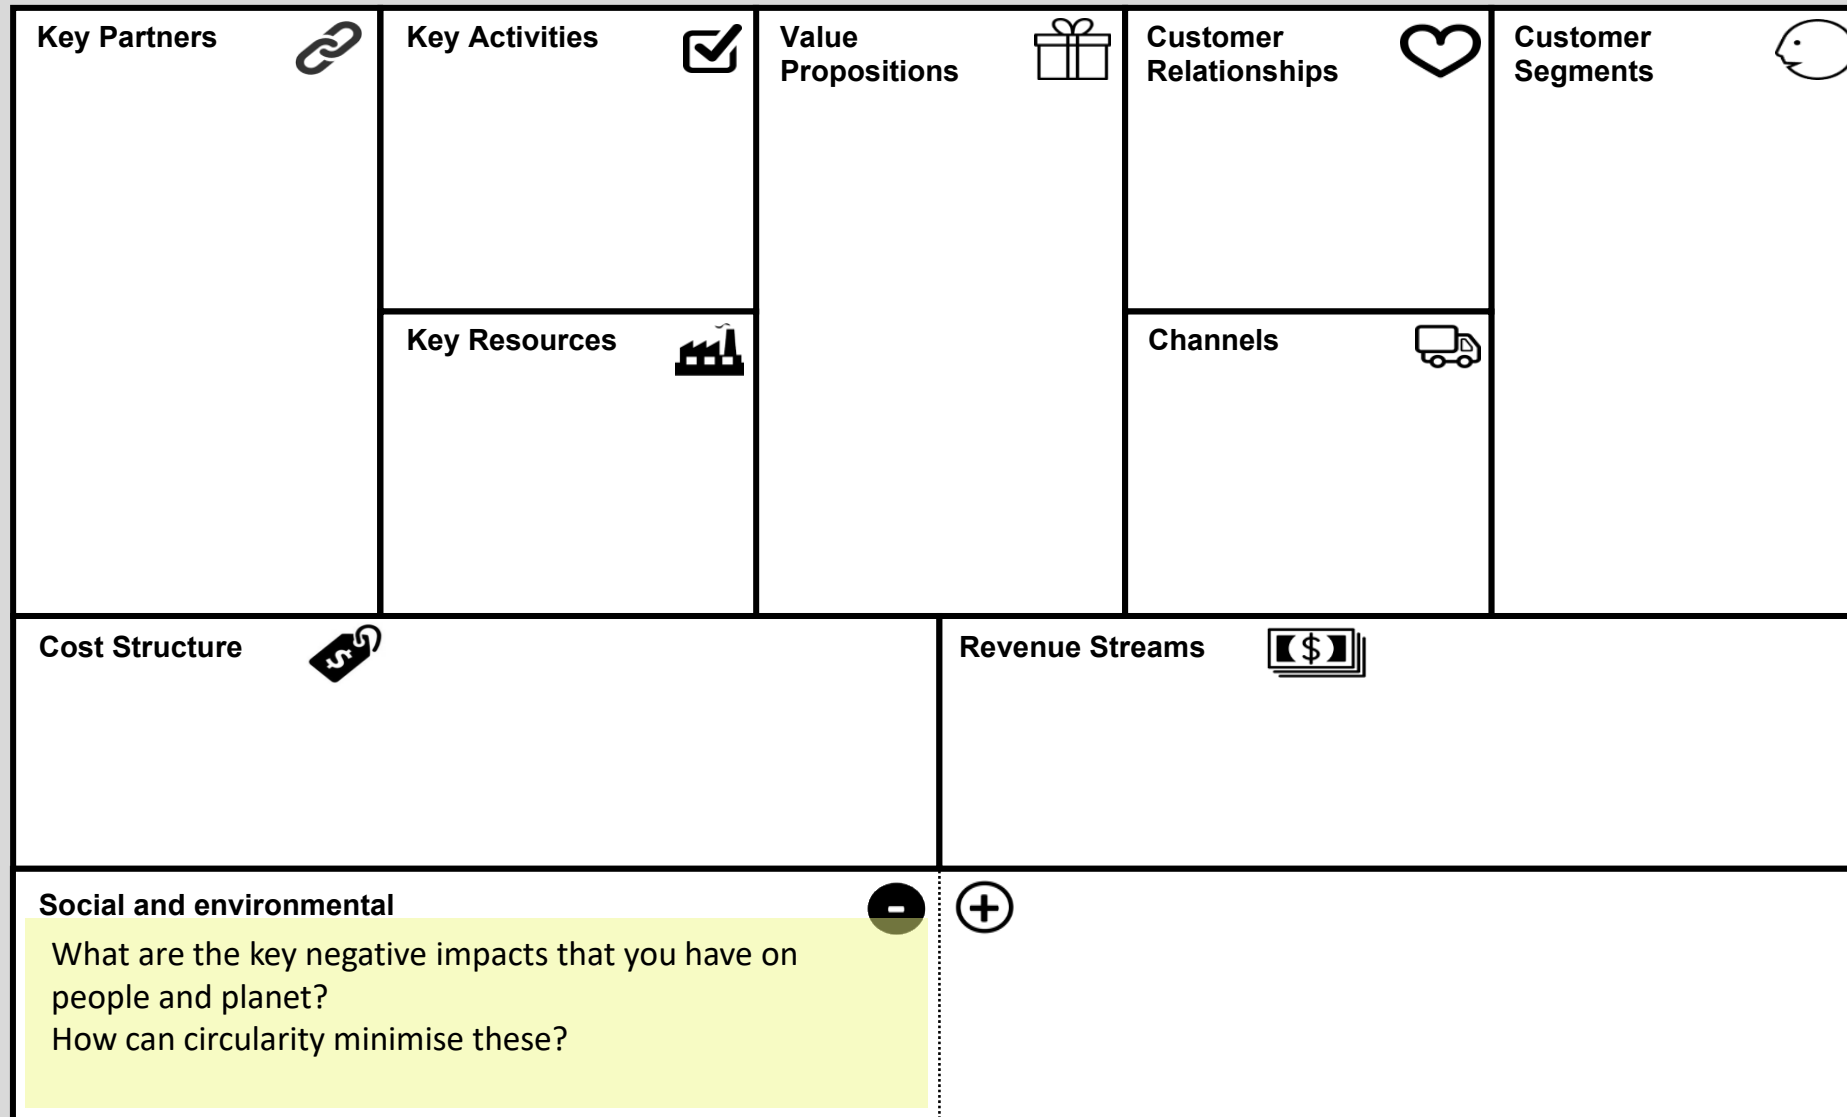 Key Partners
Key Activities
Value
Propositions
Customer
Relationships
Customer
Segments
Key Resources
Channels
Cost Structure
$
Revenue Streams
$
Social and environmental
-
+
What are the key negative impacts that you have on
people and planet?
How can circularity minimise these?